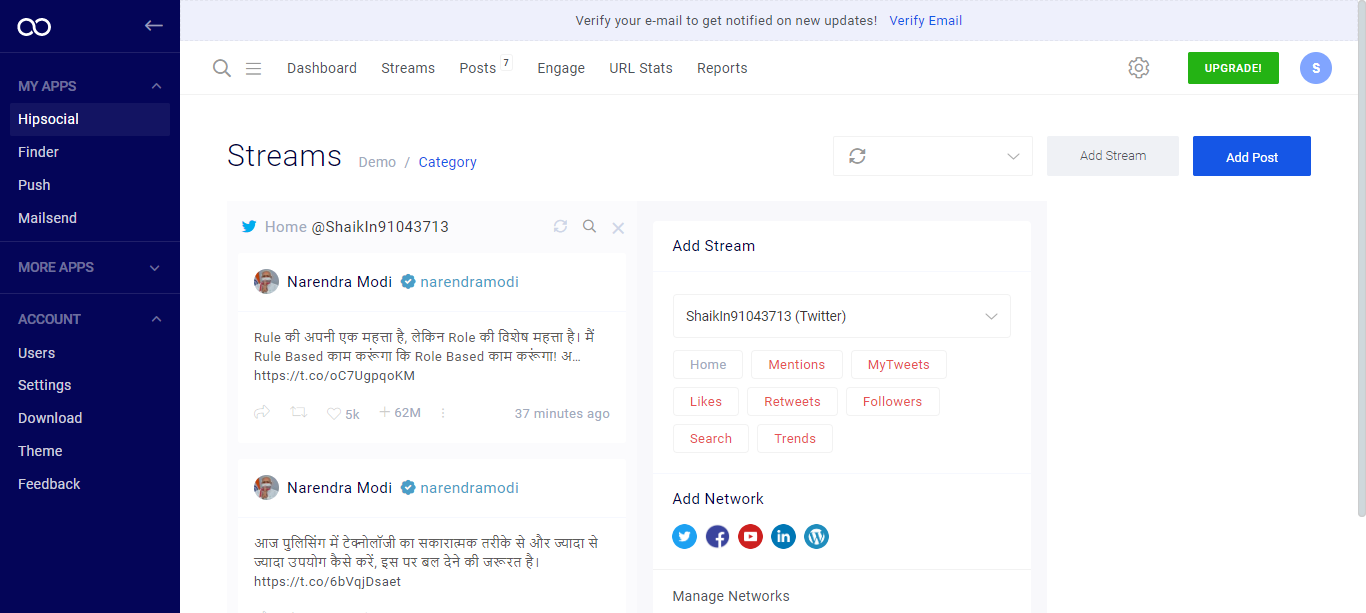 Verify your e-mail to get notified on new updates! Verify Email
MY APPS
Hipsocial
Finder
Push
Mailsend
MORE APPS
ACCOUNT
Users
Settings
Download
Theme
Feedback
Dashboard Streams Posts 7 Engage URL Stats Reports
UPGRADE! S
Streams Demo / Category
Add Stream Add Post
Home @ShaikIn91043713
Narendra Modi narendramodi
Rule की अपनी एक महत्ता है, लेकिन Role की विशेष महत्ता है। मैं
Rule Based काम करूंगा कि Role Based काम करूंगा! अ…
https://t.co/oC7UgpqoKM
5k 62M 37 minutes ago
Narendra Modi narendramodi
आज पुलिसिंग में टेक्नोलॉजी का सकारात्मक तरीके से और ज्यादा से
ज्यादा उपयोग कैसे करें, इस पर बल देने की जरूरत है।
https://t.co/6bVqjDsaet
Add Stream
ShaikIn91043713 (Twitter)
Home Mentions MyTweets
Likes Retweets Followers
Search Trends
Add Network
Manage Networks